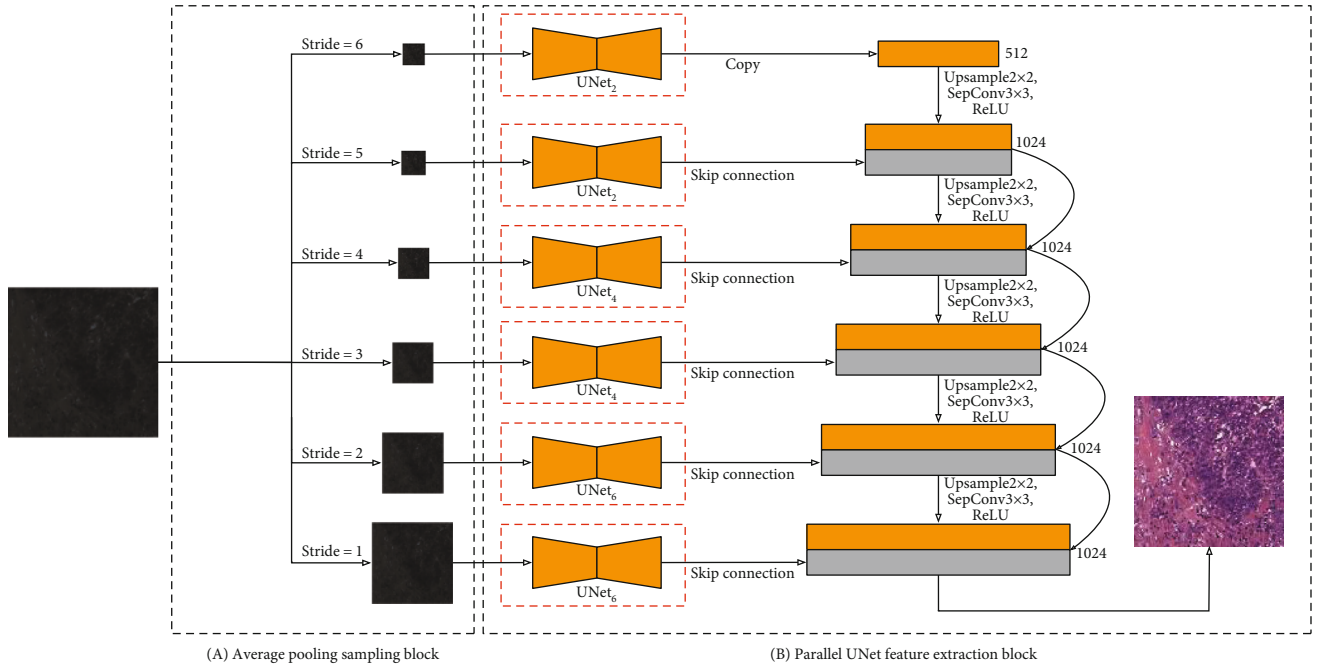 Stride = 6
UNet₂
Copy
512
Upsample2×2,
SepConv3×3,
ReLU
Stride = 5
UNet₂
Skip connection
1024
Upsample2×2,
SepConv3×3,
ReLU
Stride = 4
UNet₄
Skip connection
1024
Upsample2×2,
SepConv3×3,
ReLU
Stride = 3
UNet₄
Skip connection
1024
Upsample2×2,
SepConv3×3,
ReLU
Stride = 2
UNet₆
Skip connection
1024
Upsample2×2,
SepConv3×3,
ReLU
Stride = 1
UNet₆
Skip connection
1024
(A) Average pooling sampling block
(B) Parallel UNet feature extraction block